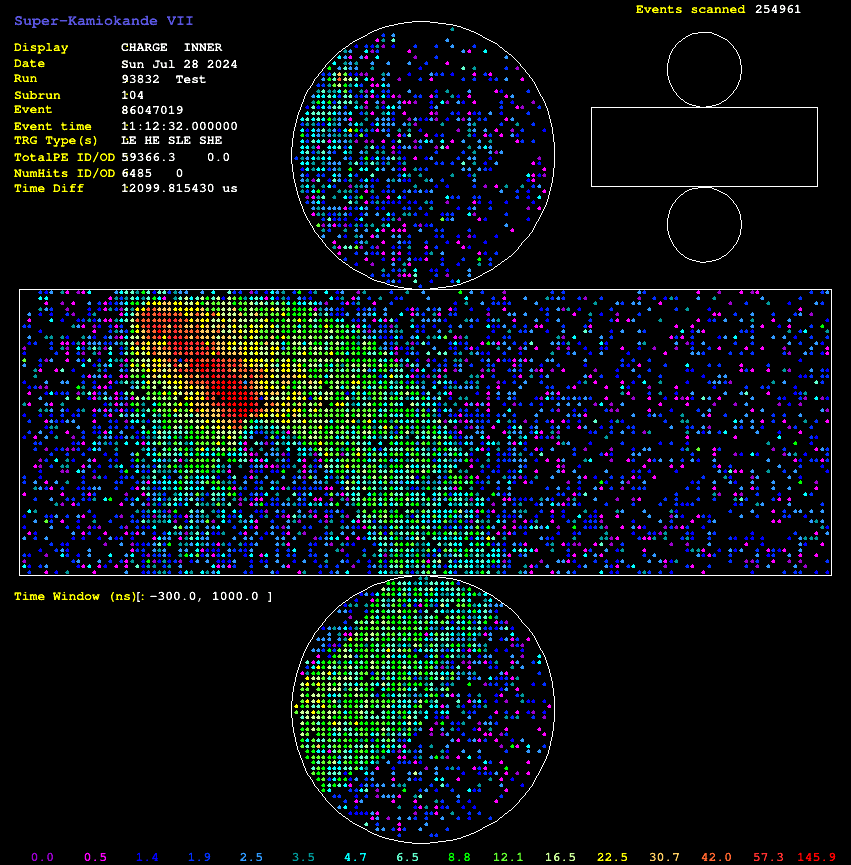 Super-Kamiokande VII
Events scanned 254961
Display CHARGE INNER
Date Sun Jul 28 2024
Run 93832 Test
Subrun 104
Event 86047019
Event time 11:12:32.000000
TRG Type(s) LE HE SLE SHE
TotalPE ID/OD 59366.3 0.0
NumHits ID/OD 6485 0
Time Diff 12099.815430 us
Time Window (ns)[: −300.0, 1000.0 ]
0.0 0.5 1.4 1.9 2.5 3.5 4.7 6.5 8.8 12.1 16.5 22.5 30.7 42.0 57.3 145.9